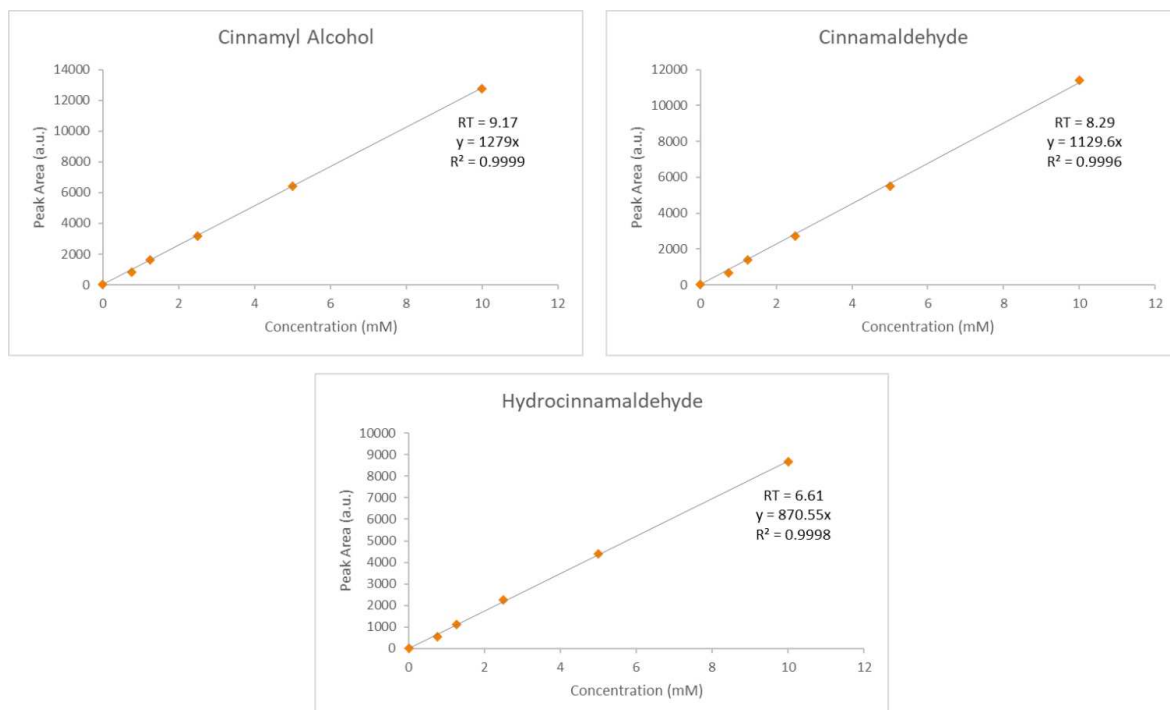 Cinnamyl Alcohol
14000
12000
10000
8000
6000
4000
2000
0
Peak Area (a.u.)
RT = 9.17
y = 1279x
R² = 0.9999
0 2 4 6 8 10 12
Concentration (mM)
Cinnamaldehyde
12000
10000
8000
6000
4000
2000
0
Peak Area (a.u.)
RT = 8.29
y = 1129.6x
R² = 0.9996
0 2 4 6 8 10 12
Concentration (mM)
Hydrocinnamaldehyde
10000
9000
8000
7000
6000
5000
4000
3000
2000
1000
0
Peak Area (a.u.)
RT = 6.61
y = 870.55x
R² = 0.9998
0 2 4 6 8 10 12
Concentration (mM)